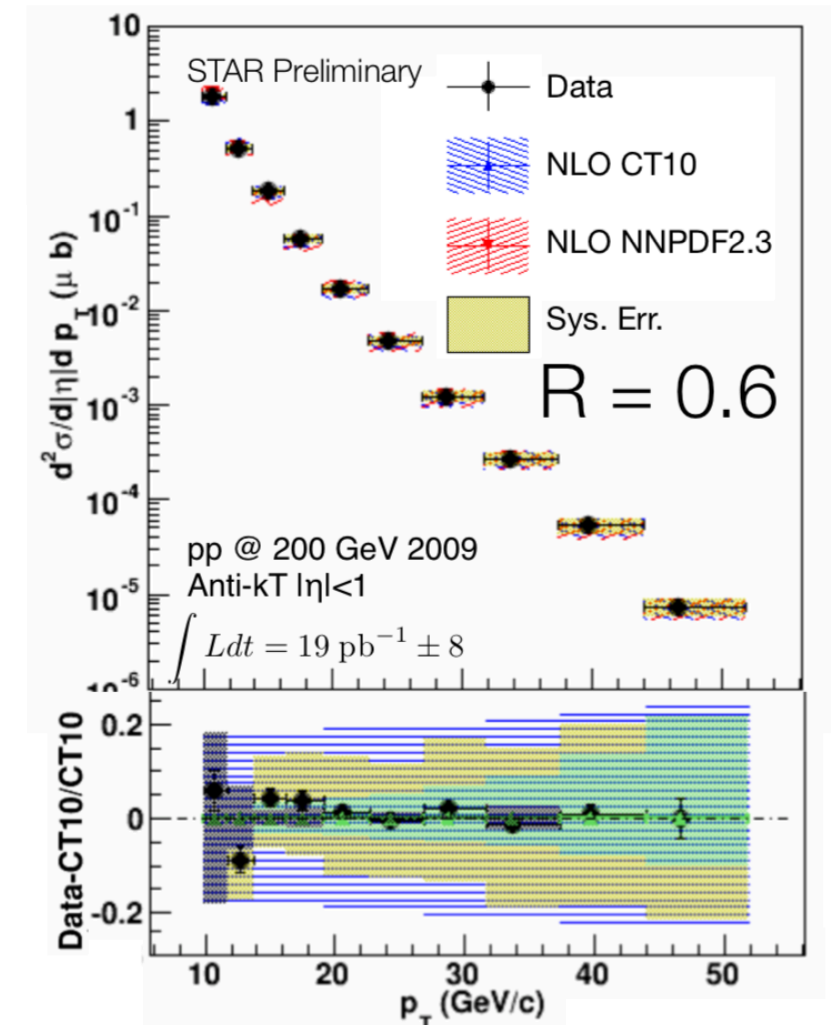 10
1
10⁻¹
10⁻²
10⁻³
10⁻⁴
10⁻⁵
10⁻⁶
d²σ/d|η|d p_T (μ b)
STAR Preliminary
Data
NLO CT10
NLO NNPDF2.3
Sys. Err.
R = 0.6
pp @ 200 GeV 2009
Anti-kT |η|<1
∫ Ldt = 19 pb⁻¹ ± 8
Data-CT10/CT10
0.2
0
-0.2
10 20 30 40 50
p_T (GeV/c)